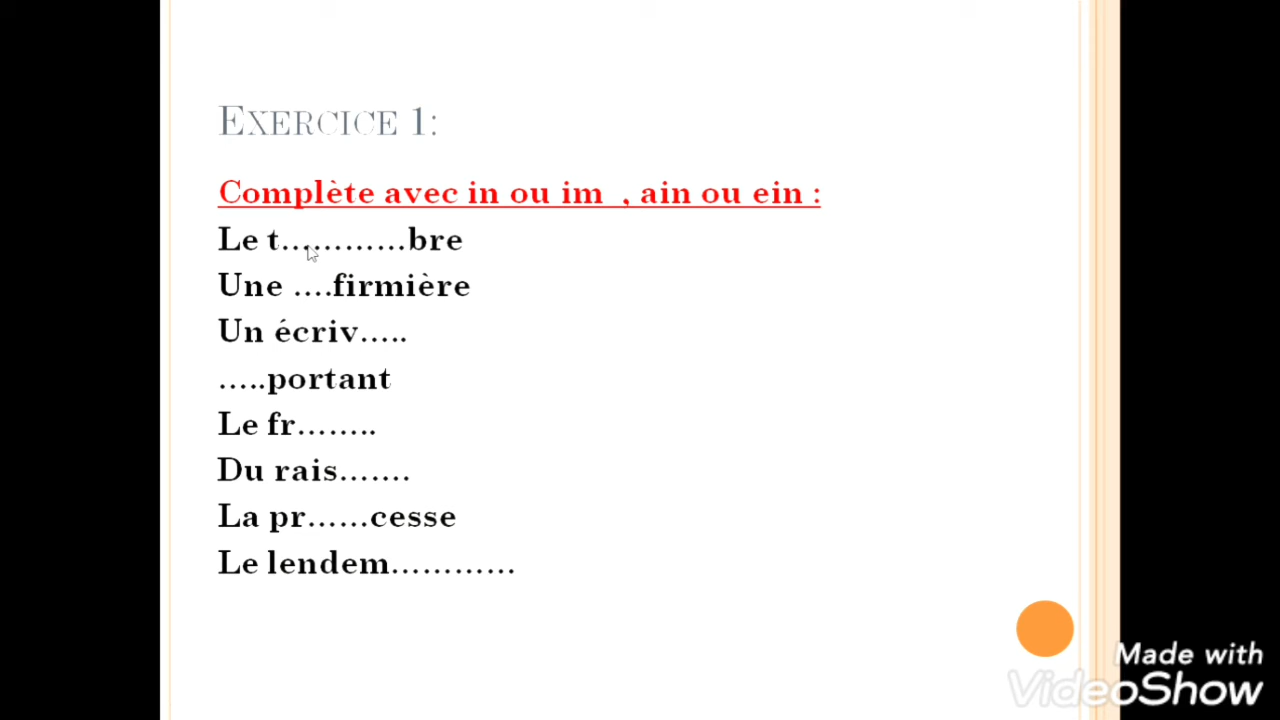 EXERCICE 1:
Complète avec in ou im , ain ou ein :
Le t…………bre
Une ….firmière
Un écriv…..
…..portant
Le fr……..
Du rais…….
La pr……cesse
Le lendem…………
Made with
VideoShow